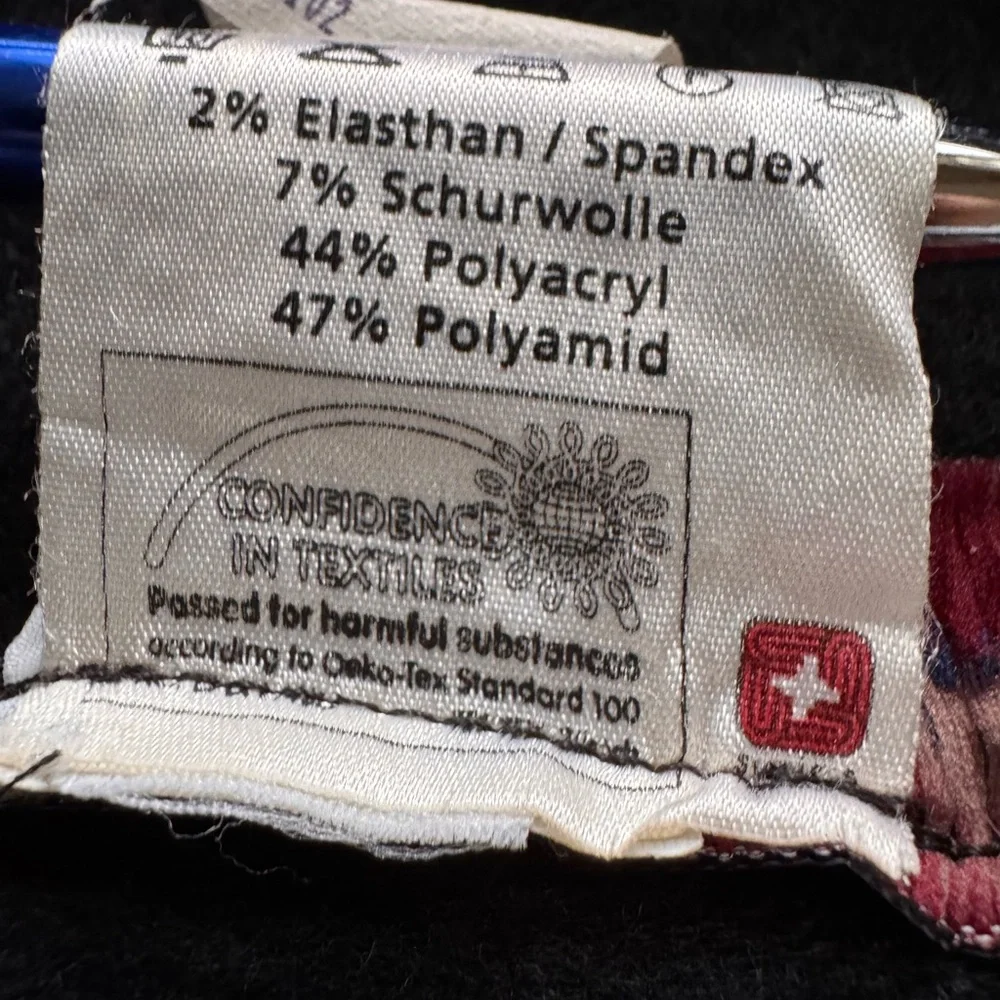 2% Elasthan / Spandex
7% Schurwolle
44% Polyacryl
47% Polyamid
CONFIDENCE
IN TEXTILES
Passed for harmful substances
according to Oeko-Tex Standard 100